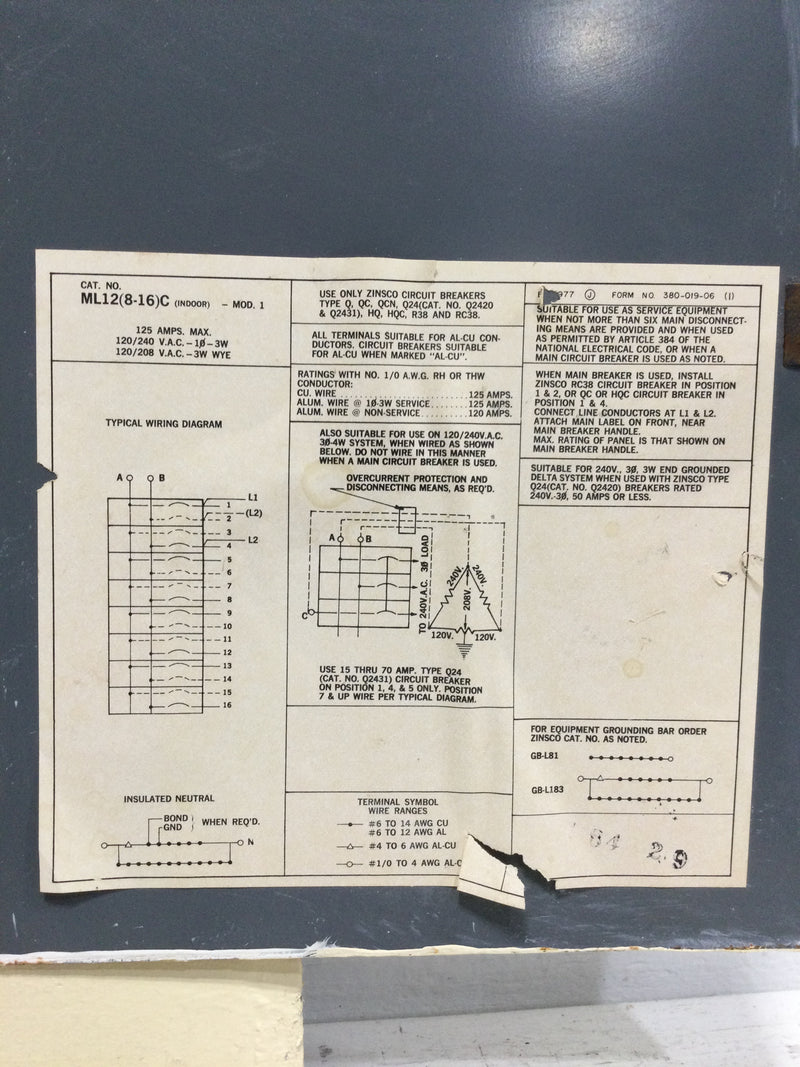 CAT. NO.
ML12(8-16)C (INDOOR) – MOD. 1
125 AMPS. MAX.
120/240 V.A.C. – 1Ø – 3W
120/208 V.A.C. – 3W WYE
TYPICAL WIRING DIAGRAM
A B
L1
1
(L2)
2
3
L2
4
5
6
7
8
9
10
11
12
13
14
15
16
INSULATED NEUTRAL
BOND
GND
WHEN REQ'D.
N
USE ONLY ZINSCO CIRCUIT BREAKERS
TYPE Q, QC, QCN, Q24(CAT. NO. Q2420
& Q2431), HQ, HQC, R38 AND RC38.
ALL TERMINALS SUITABLE FOR AL-CU CON-
DUCTORS. CIRCUIT BREAKERS SUITABLE
FOR AL-CU WHEN MARKED "AL-CU".
RATINGS WITH NO. 1/0 A.W.G. RH OR THW
CONDUCTOR:
CU. WIRE..............................125 AMPS.
ALUM. WIRE @ 1Ø-3W SERVICE.......125 AMPS.
ALUM. WIRE @ NON-SERVICE..........120 AMPS.
ALSO SUITABLE FOR USE ON 120/240V.A.C.
3Ø-4W SYSTEM, WHEN WIRED AS SHOWN
BELOW. DO NOT WIRE IN THIS MANNER
WHEN A MAIN CIRCUIT BREAKER IS USED.
OVERCURRENT PROTECTION AND
DISCONNECTING MEANS, AS REQ'D.
A B
C
TO 240V.A.C. 3Ø LOAD
240V.
240V.
208V.
120V.
120V.
USE 15 THRU 70 AMP. TYPE Q24
(CAT. NO. Q2431) CIRCUIT BREAKER
ON POSITION 1, 4, & 5 ONLY. POSITION
7 & UP WIRE PER TYPICAL DIAGRAM.
TERMINAL SYMBOL
WIRE RANGES
#6 TO 14 AWG CU
#6 TO 12 AWG AL
#4 TO 6 AWG AL-CU
#1/0 TO 4 AWG AL-C
977 J FORM NO. 380-019-06 (I)
SUITABLE FOR USE AS SERVICE EQUIPMENT
WHEN NOT MORE THAN SIX MAIN DISCONNECT-
ING MEANS ARE PROVIDED AND WHEN USED
AS PERMITTED BY ARTICLE 384 OF THE
NATIONAL ELECTRICAL CODE, OR WHEN A
MAIN CIRCUIT BREAKER IS USED AS NOTED.
WHEN MAIN BREAKER IS USED, INSTALL
ZINSCO RC38 CIRCUIT BREAKER IN POSITION
1 & 2, OR QC OR HQC CIRCUIT BREAKER IN
POSITION 1 & 4.
CONNECT LINE CONDUCTORS AT L1 & L2.
ATTACH MAIN LABEL ON FRONT, NEAR
MAIN BREAKER HANDLE.
MAX. RATING OF PANEL IS THAT SHOWN ON
MAIN BREAKER HANDLE.
SUITABLE FOR 240V., 3Ø, 3W END GROUNDED
DELTA SYSTEM WHEN USED WITH ZINSCO TYPE
Q24(CAT. NO. Q2420) BREAKERS RATED
240V.-3Ø, 50 AMPS OR LESS.
FOR EQUIPMENT GROUNDING BAR ORDER
ZINSCO CAT. NO. AS NOTED.
GB-L81
GB-L183